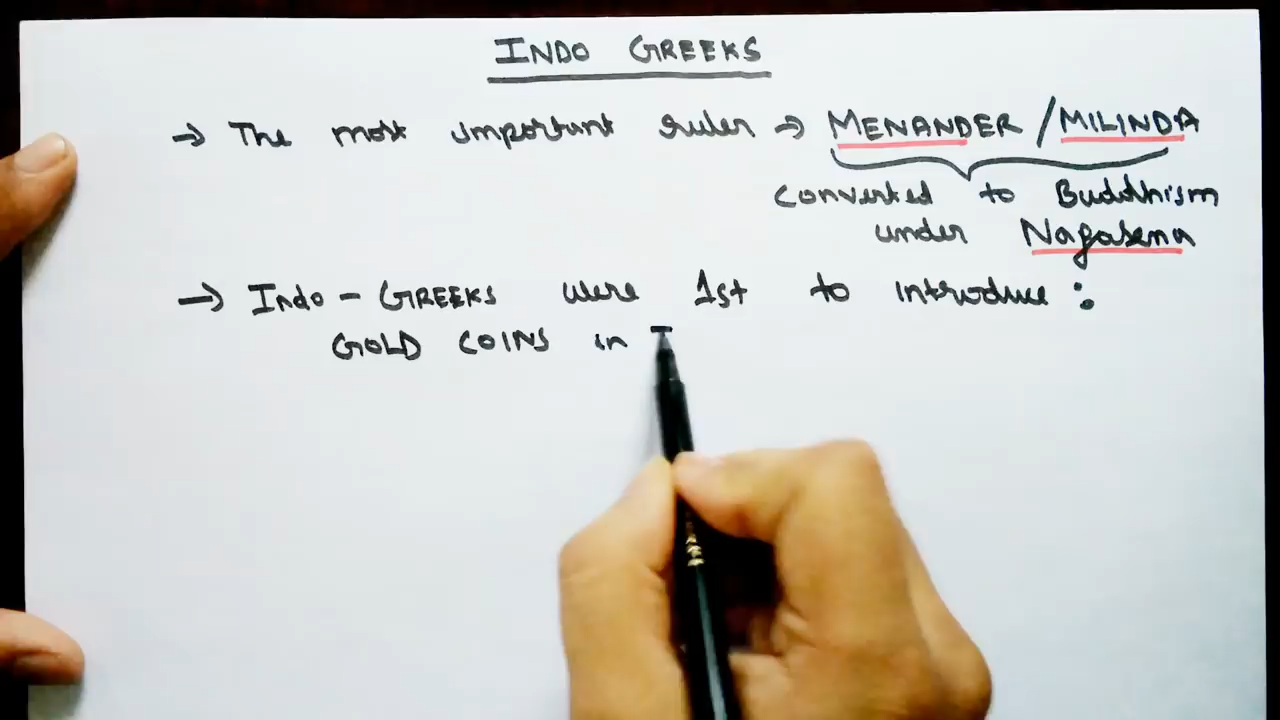 INDO GREEKS
→ The most important ruler → MENANDER / MILINDA
converted to Buddhism
under Nagasena
→ Indo - GREEKS were 1st to introduce :
GOLD COINS in